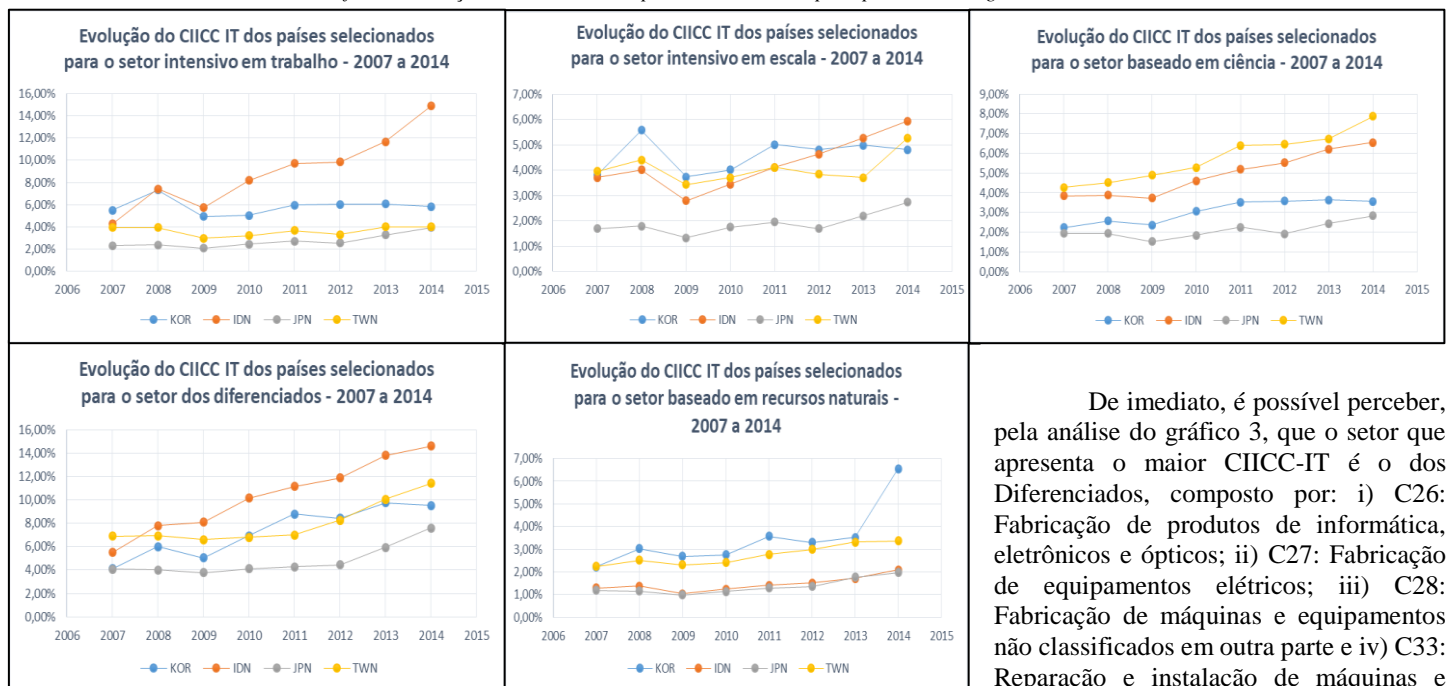 Evolução do CIICC IT dos países selecionados
para o setor intensivo em trabalho - 2007 a 2014
16,00%
14,00%
12,00%
10,00%
8,00%
6,00%
4,00%
2,00%
0,00%
2006 2007 2008 2009 2010 2011 2012 2013 2014 2015
KOR IDN JPN TWN
Evolução do CIICC IT dos países selecionados
para o setor intensivo em escala - 2007 a 2014
7,00%
6,00%
5,00%
4,00%
3,00%
2,00%
1,00%
0,00%
2006 2007 2008 2009 2010 2011 2012 2013 2014 2015
KOR IDN JPN TWN
Evolução do CIICC IT dos países selecionados
para o setor baseado em ciência - 2007 a 2014
9,00%
8,00%
7,00%
6,00%
5,00%
4,00%
3,00%
2,00%
1,00%
0,00%
2006 2007 2008 2009 2010 2011 2012 2013 2014 2015
KOR IDN JPN TWN
Evolução do CIICC IT dos países selecionados
para o setor dos diferenciados - 2007 a 2014
16,00%
14,00%
12,00%
10,00%
8,00%
6,00%
4,00%
2,00%
0,00%
2006 2007 2008 2009 2010 2011 2012 2013 2014 2015
KOR IDN JPN TWN
Evolução do CIICC IT dos países selecionados
para o setor baseado em recursos naturais -
2007 a 2014
7,00%
6,00%
5,00%
4,00%
3,00%
2,00%
1,00%
0,00%
2006 2007 2008 2009 2010 2011 2012 2013 2014 2015
KOR IDN JPN TWN
De imediato, é possível perceber,
pela análise do gráfico 3, que o setor que
apresenta o maior CIICC-IT é o dos
Diferenciados, composto por: i) C26:
Fabricação de produtos de informática,
eletrônicos e ópticos; ii) C27: Fabricação
de equipamentos elétricos; iii) C28:
Fabricação de máquinas e equipamentos
não classificados em outra parte e iv) C33:
Reparação e instalação de máquinas e